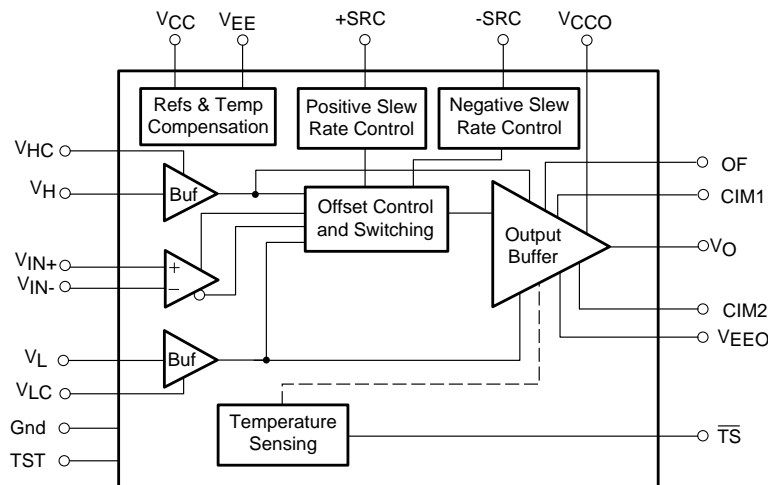 VCC VEE +SRC -SRC VCCO
Refs & Temp
Compensation
Positive Slew
Rate Control
Negative Slew
Rate Control
VHC
VH
Buf
Offset Control
and Switching
Output
Buffer
OF
CIM1
VO
VIN+
VIN-
+
−
CIM2
VEEO
VL
VLC
Buf
Gnd
TST
Temperature
Sensing
T̅S̅